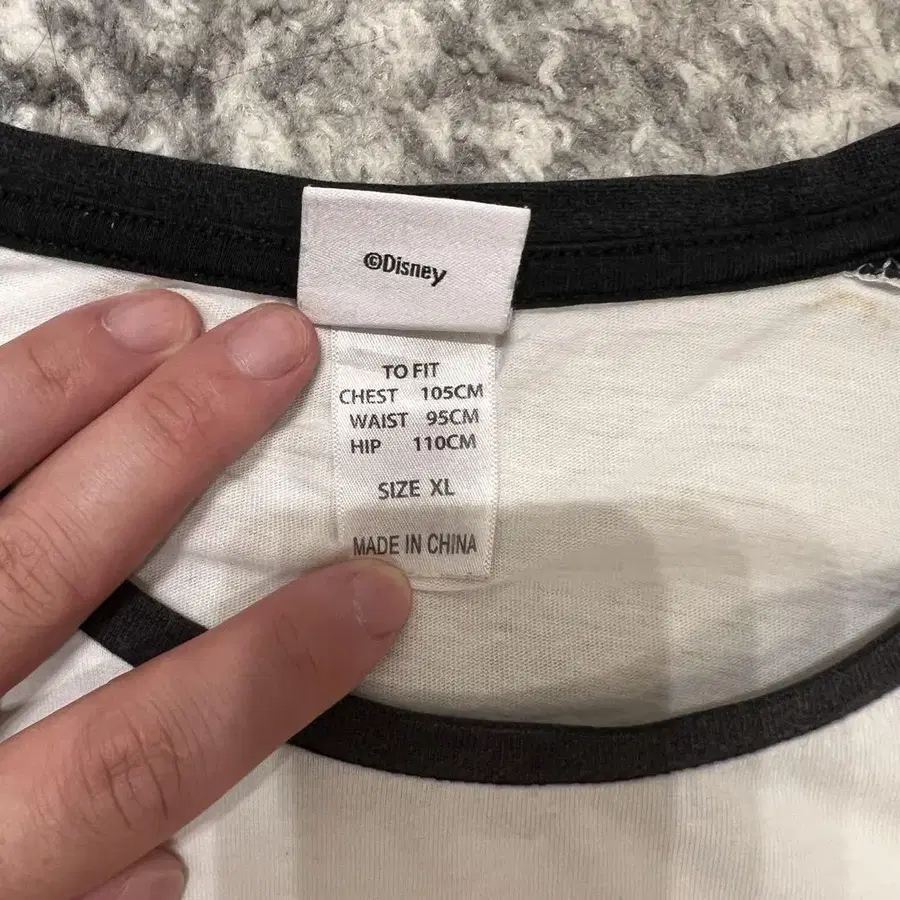 ©Disney
TO FIT
CHEST 105CM
WAIST 95CM
HIP 110CM
SIZE XL
MADE IN CHINA